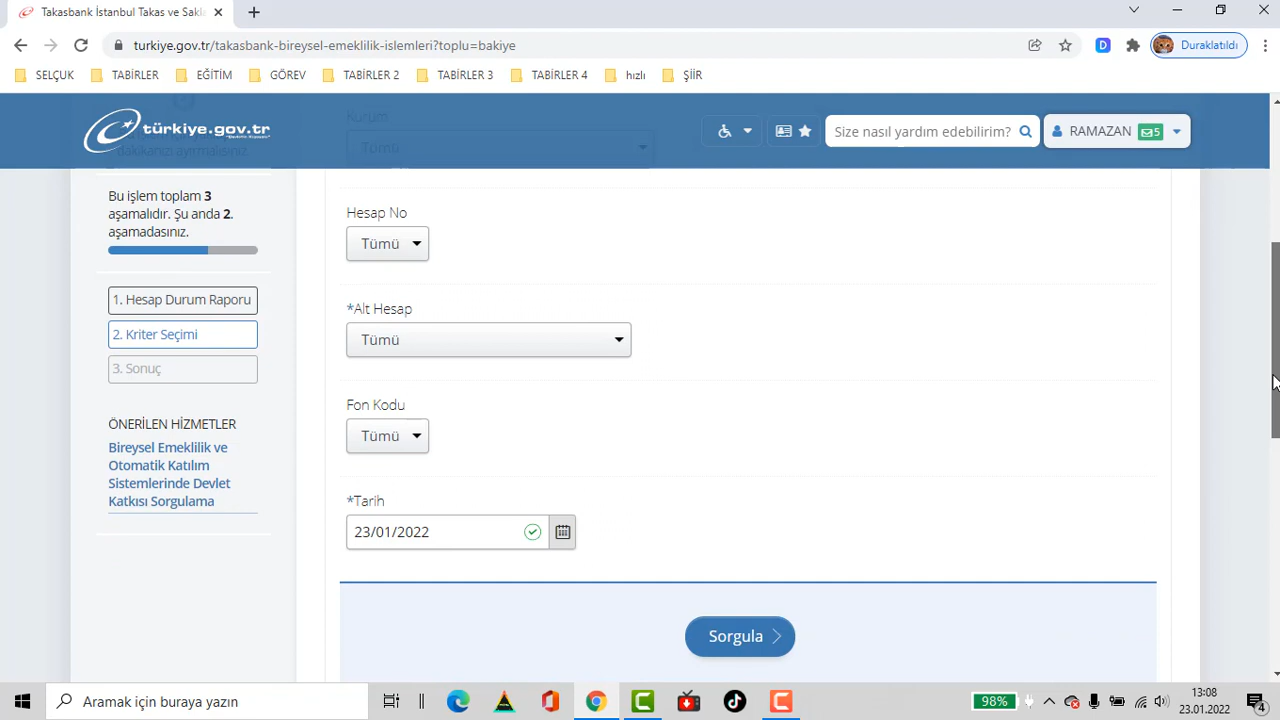 Takasbank İstanbul Takas ve Sakla
turkiye.gov.tr/takasbank-bireysel-emeklilik-islemleri?toplu=bakiye
Duraklatıldı
SELÇUK TABİRLER EĞİTİM GÖREV TABİRLER 2 TABİRLER 3 TABİRLER 4 hızlı ŞİİR
türkiye.gov.tr
Size nasıl yardım edebilirim?
RAMAZAN 5
Kurum
Tümü
dakikanızı ayırmalısınız.
Bu işlem toplam 3
aşamalıdır. Şu anda 2.
aşamadasınız.
1. Hesap Durum Raporu
2. Kriter Seçimi
3. Sonuç
ÖNERİLEN HİZMETLER
Bireysel Emeklilik ve
Otomatik Katılım
Sistemlerinde Devlet
Katkısı Sorgulama
Hesap No
Tümü
*Alt Hesap
Tümü
Fon Kodu
Tümü
*Tarih
23/01/2022
Sorgula
Aramak için buraya yazın
98%
13:08
23.01.2022
4